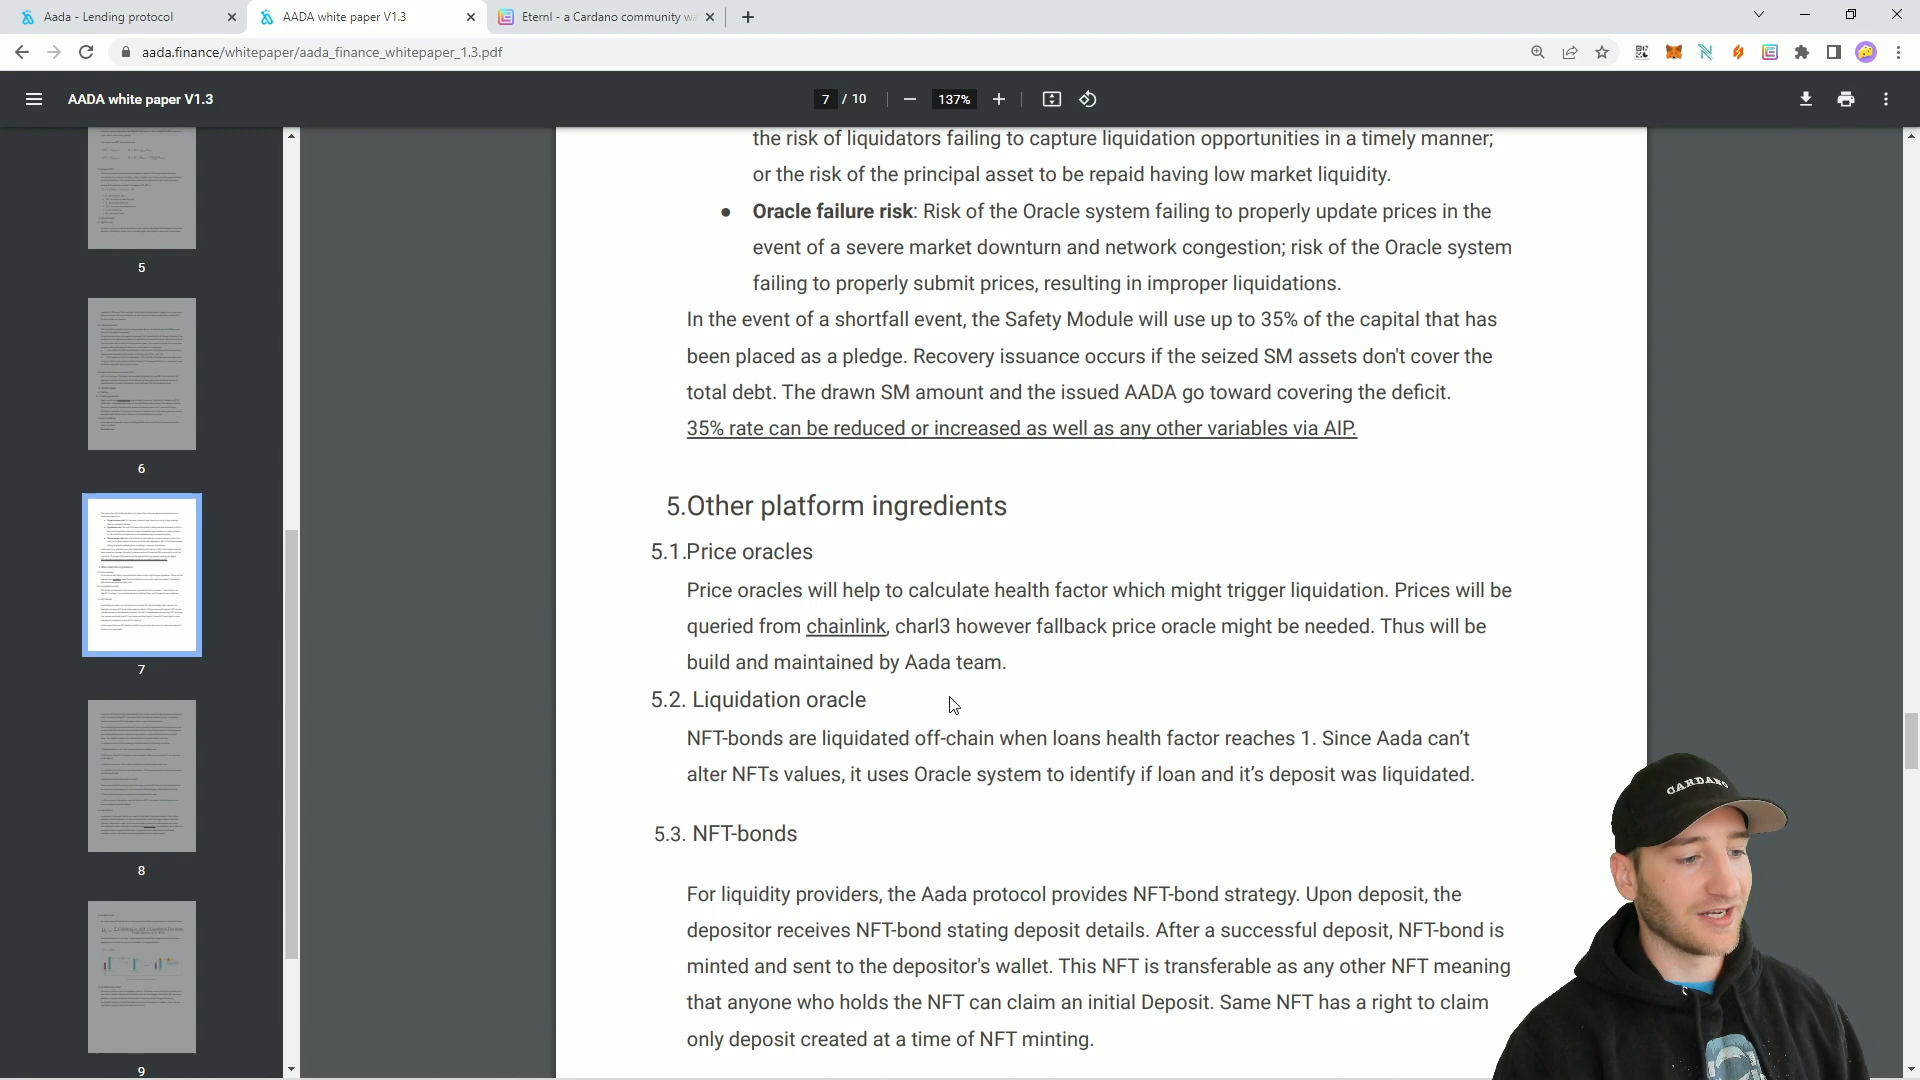 Aada - Lending protocol
AADA white paper V1.3
Eternl - a Cardano community wa
aada.finance/whitepaper/aada_finance_whitepaper_1.3.pdf
AADA white paper V1.3
7 / 10
137%
the risk of liquidators failing to capture liquidation opportunities in a timely manner;
or the risk of the principal asset to be repaid having low market liquidity.
● Oracle failure risk: Risk of the Oracle system failing to properly update prices in the
event of a severe market downturn and network congestion; risk of the Oracle system
failing to properly submit prices, resulting in improper liquidations.
In the event of a shortfall event, the Safety Module will use up to 35% of the capital that has
been placed as a pledge. Recovery issuance occurs if the seized SM assets don't cover the
total debt. The drawn SM amount and the issued AADA go toward covering the deficit.
35% rate can be reduced or increased as well as any other variables via AIP.
5.Other platform ingredients
5.1.Price oracles
Price oracles will help to calculate health factor which might trigger liquidation. Prices will be
queried from chainlink, charl3 however fallback price oracle might be needed. Thus will be
build and maintained by Aada team.
5.2. Liquidation oracle
NFT-bonds are liquidated off-chain when loans health factor reaches 1. Since Aada can't
alter NFTs values, it uses Oracle system to identify if loan and it's deposit was liquidated.
5.3. NFT-bonds
For liquidity providers, the Aada protocol provides NFT-bond strategy. Upon deposit, the
depositor receives NFT-bond stating deposit details. After a successful deposit, NFT-bond is
minted and sent to the depositor's wallet. This NFT is transferable as any other NFT meaning
that anyone who holds the NFT can claim an initial Deposit. Same NFT has a right to claim
only deposit created at a time of NFT minting.
5
6
7
8
9
CARDANO